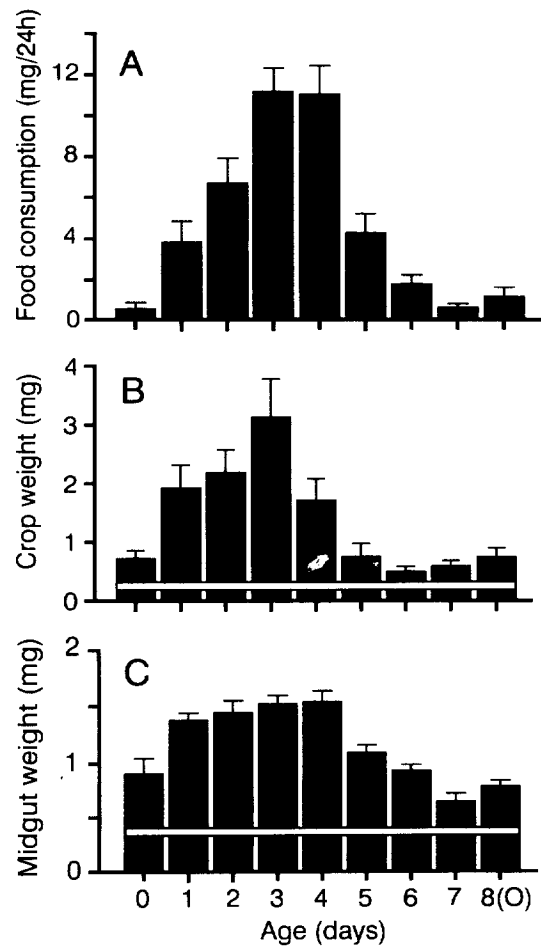 A
Food consumption (mg/24h)
12
8
4
0
B
Crop weight (mg)
4
3
2
1
0
C
Midgut weight (mg)
2
1
0
0 1 2 3 4 5 6 7 8(O)
Age (days)